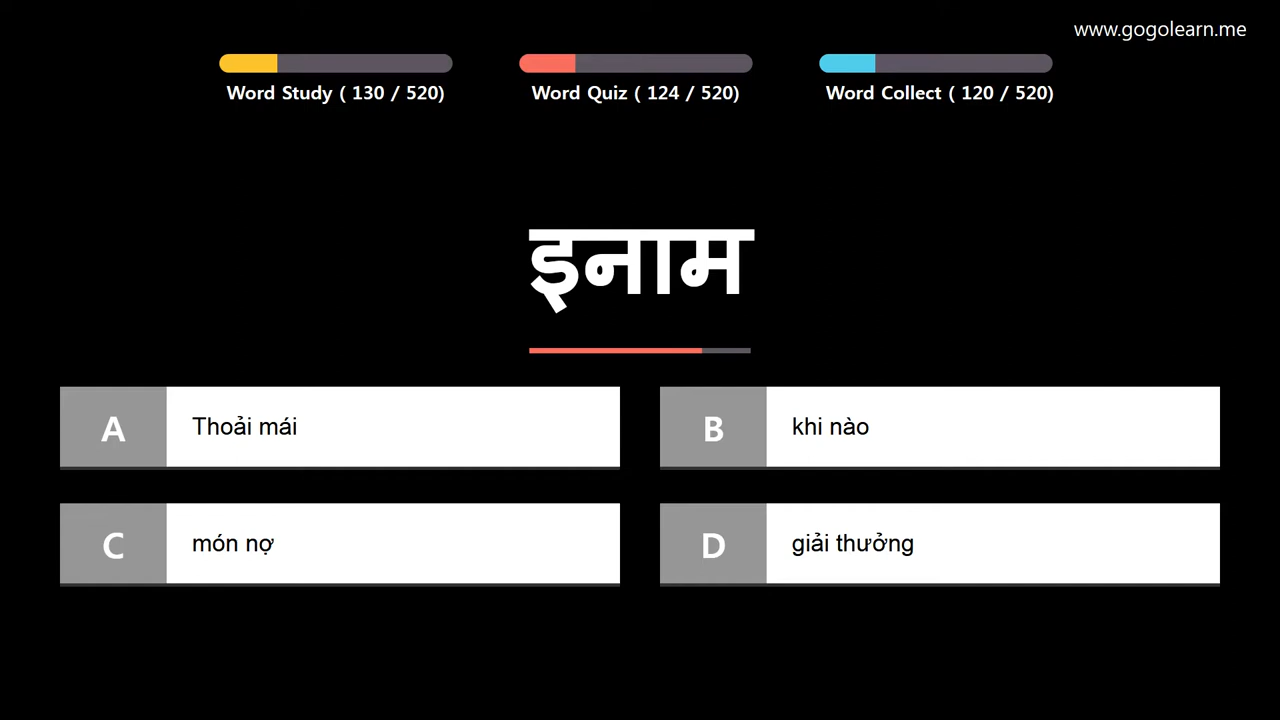 www.gogolearn.me
Word Study ( 130 / 520)
Word Quiz ( 124 / 520)
Word Collect ( 120 / 520)
इनाम
A
Thoải mái
B
khi nào
C
món nợ
D
giải thưởng